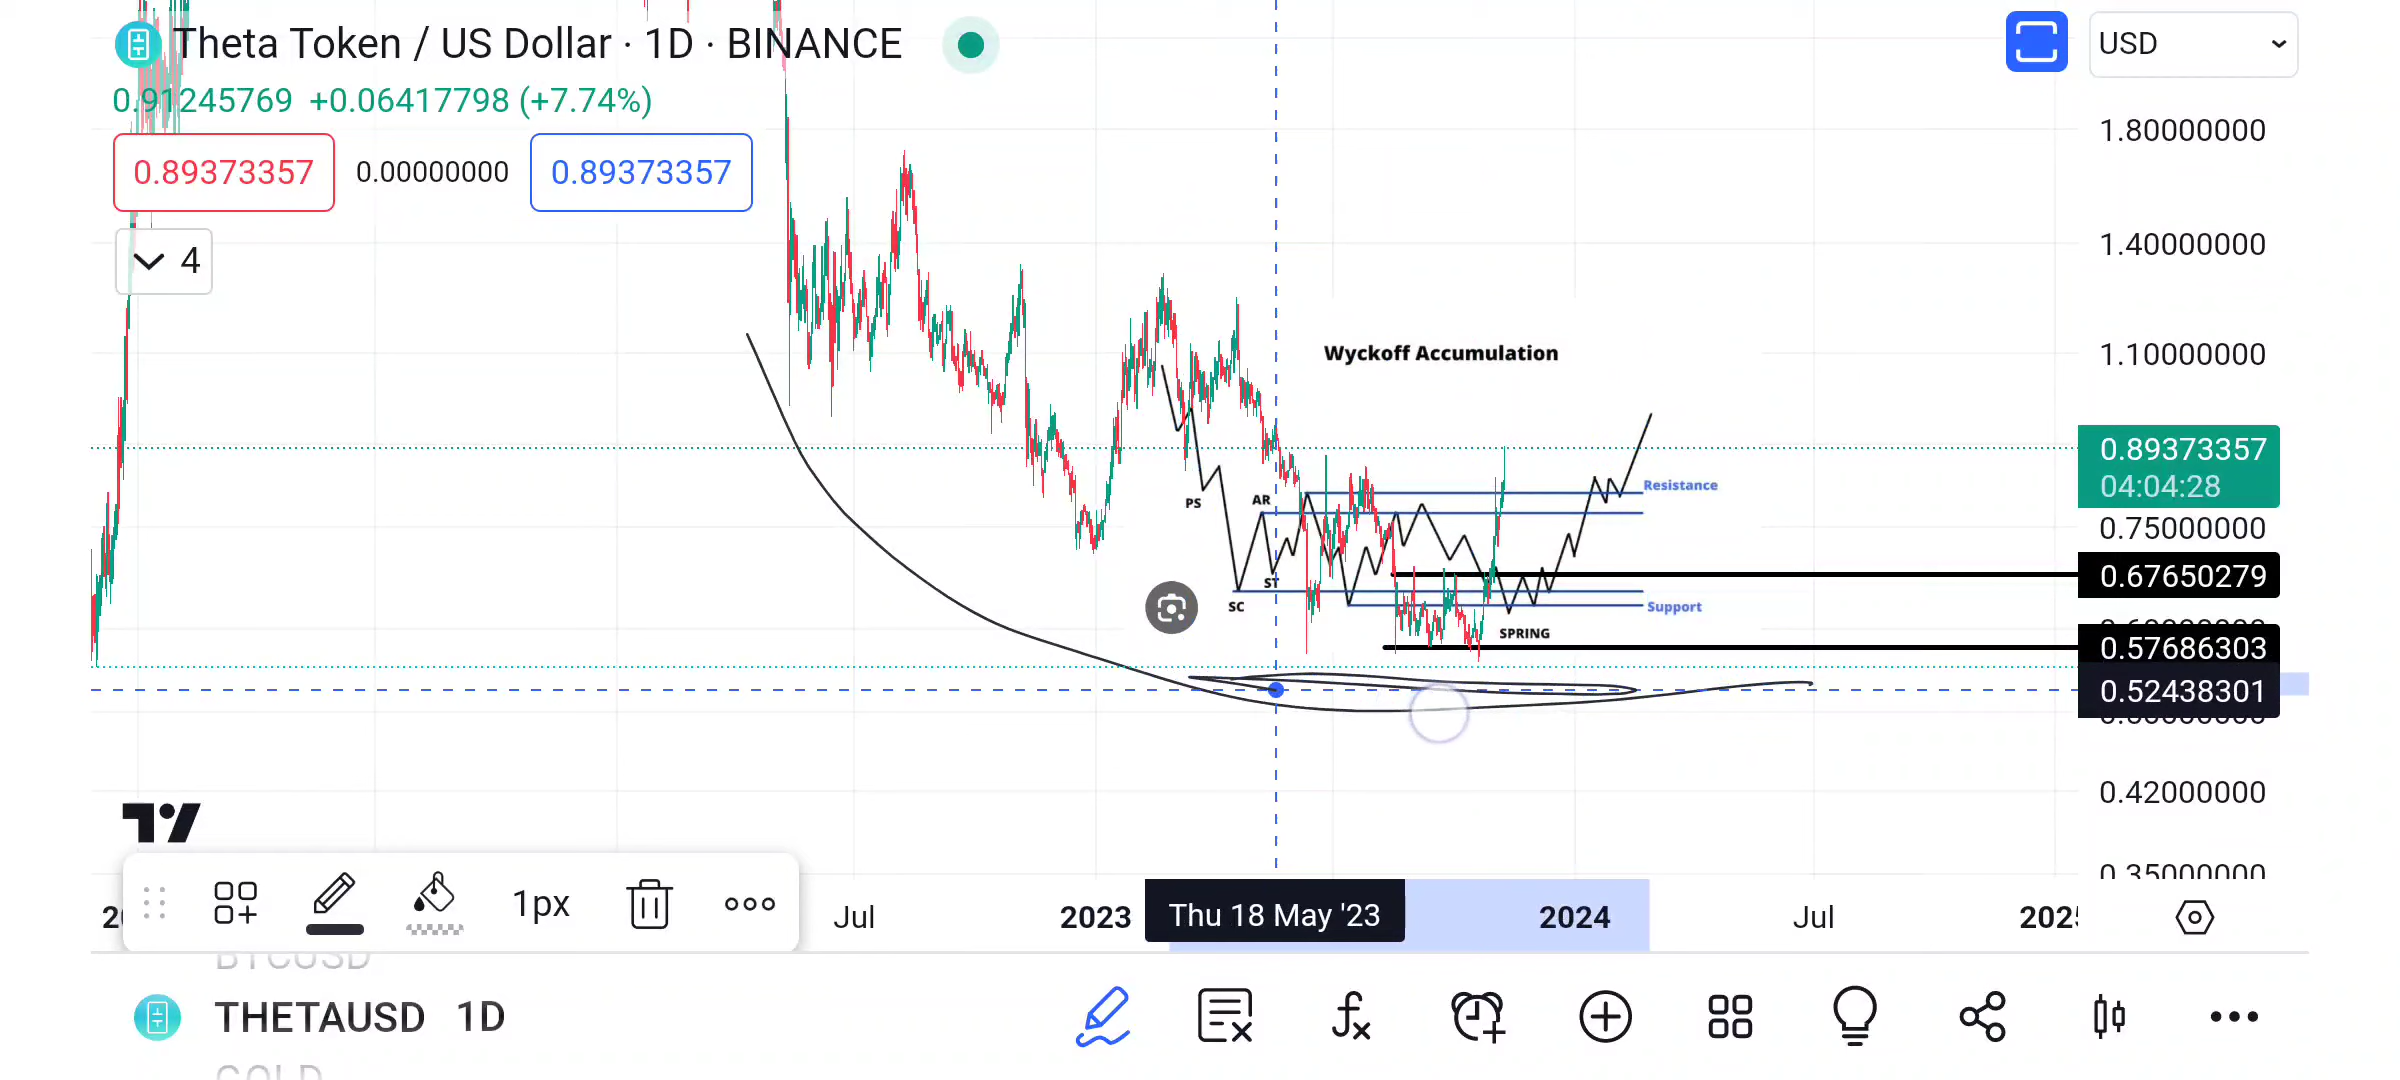 Theta Token / US Dollar · 1D · BINANCE
USD
0.91245769 +0.06417798 (+7.74%)
0.89373357 0.00000000 0.89373357
4
1.80000000
1.40000000
1.10000000
Wyckoff Accumulation
0.89373357
04:04:28
0.75000000
0.67650279
0.57686303
0.52438301
0.42000000
0.35000000
Resistance
PS
AR
ST
SC
Support
SPRING
1px
Jul
2023
Thu 18 May '23
2024
Jul
BTCUSD
THETAUSD 1D
GOLD